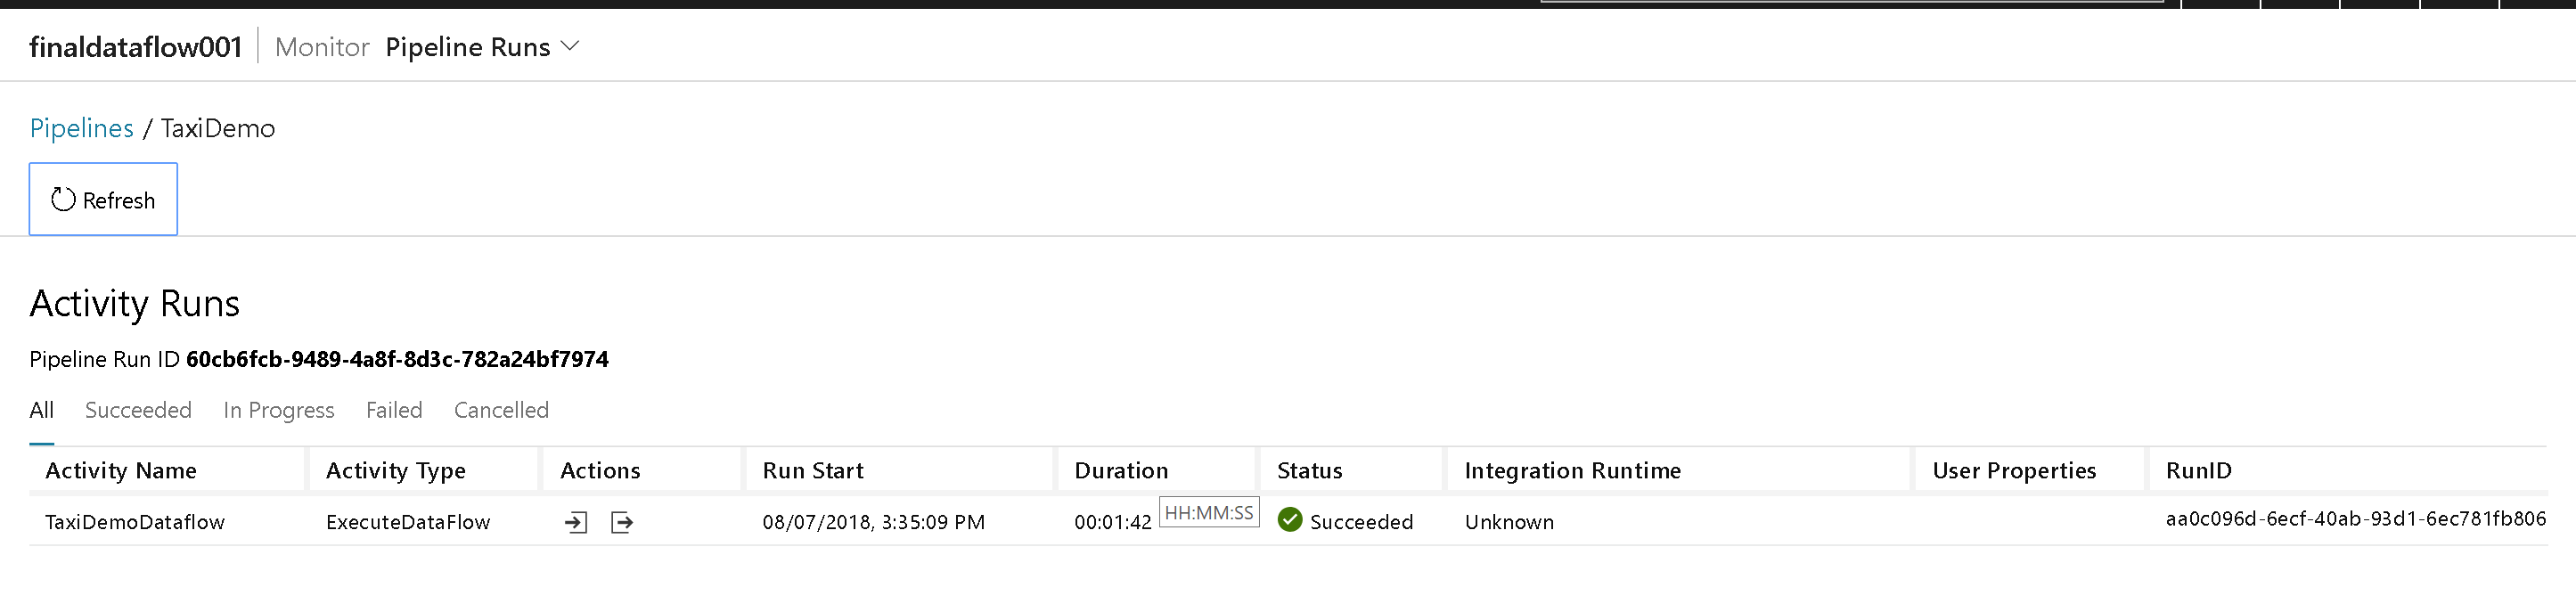 finaldataflow001 Monitor Pipeline Runs
Pipelines / TaxiDemo
Refresh
Activity Runs
Pipeline Run ID 60cb6fcb-9489-4a8f-8d3c-782a24bf7974
All Succeeded In Progress Failed Cancelled
Activity Name Activity Type Actions Run Start Duration Status Integration Runtime User Properties RunID
TaxiDemoDataflow ExecuteDataFlow 08/07/2018, 3:35:09 PM 00:01:42 HH:MM:SS Succeeded Unknown aa0c096d-6ecf-40ab-93d1-6ec781fb806